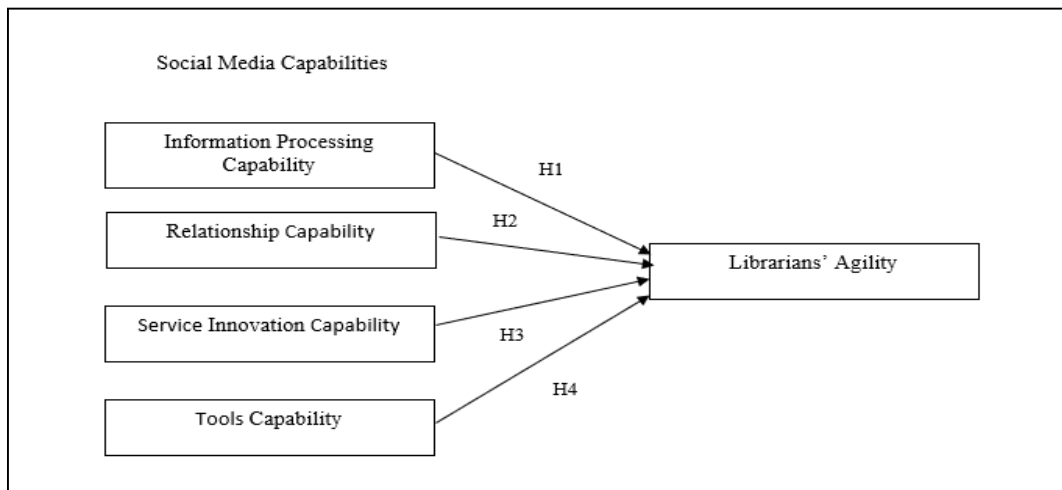 Social Media Capabilities
Information Processing
Capability
H1
Relationship Capability
H2
Librarians’ Agility
Service Innovation Capability
H3
H4
Tools Capability